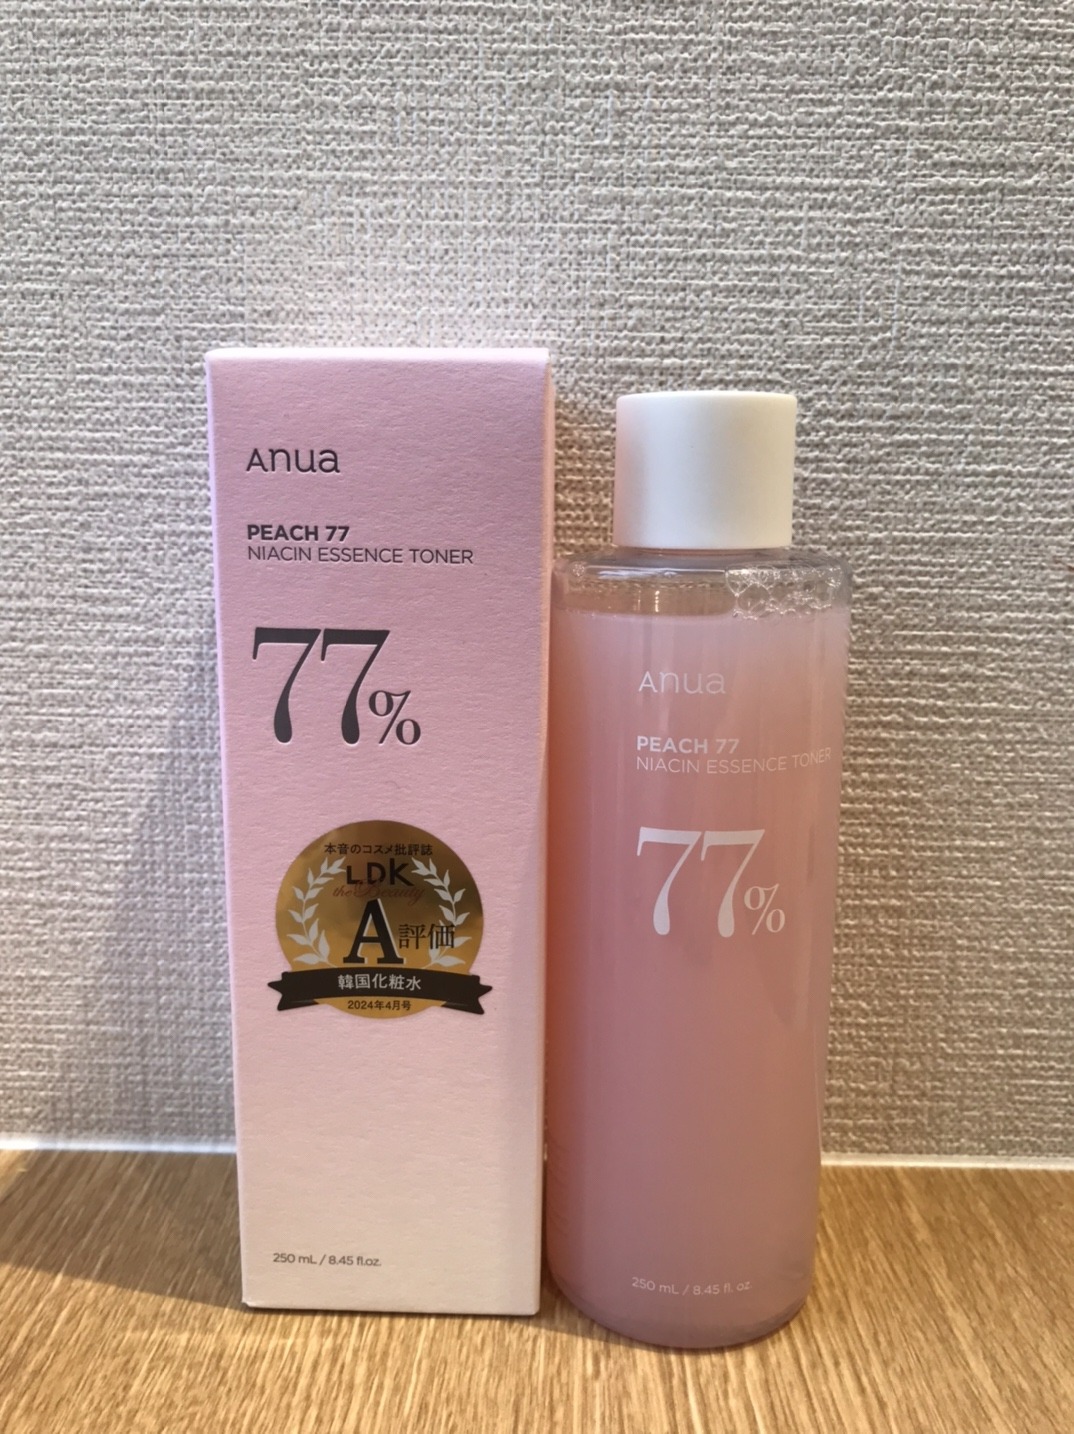 Anua
PEACH 77
NIACIN ESSENCE TONER
77%
本音のコスメ批評誌
LDK
the Beauty
A評価
韓国化粧水
2024年4月号
250 mL / 8.45 fl.oz.
Anua
PEACH 77
NIACIN ESSENCE TONER
77%
250 mL / 8.45 fl. oz.